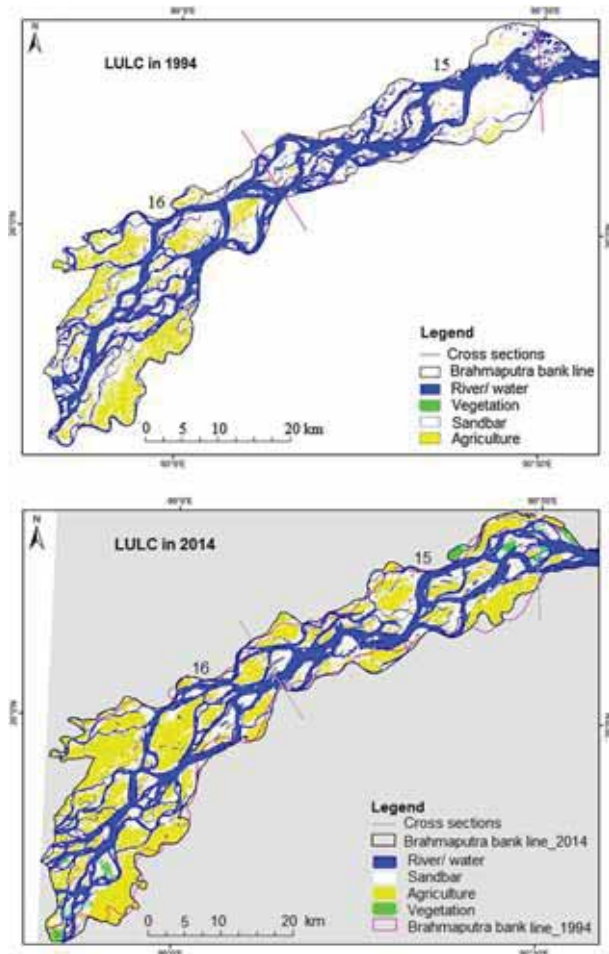 N
LULC in 1994
15
16
Legend
Cross sections
Brahmaputra bank line
River/ water
Vegetation
Sandbar
Agriculture
0 5 10 20 km
N
LULC in 2014
15
16
Legend
Cross sections
Brahmaputra bank line_2014
River/ water
Sandbar
Agriculture
Vegetation
Brahmaputra bank line_1994
0 5 10 20 km